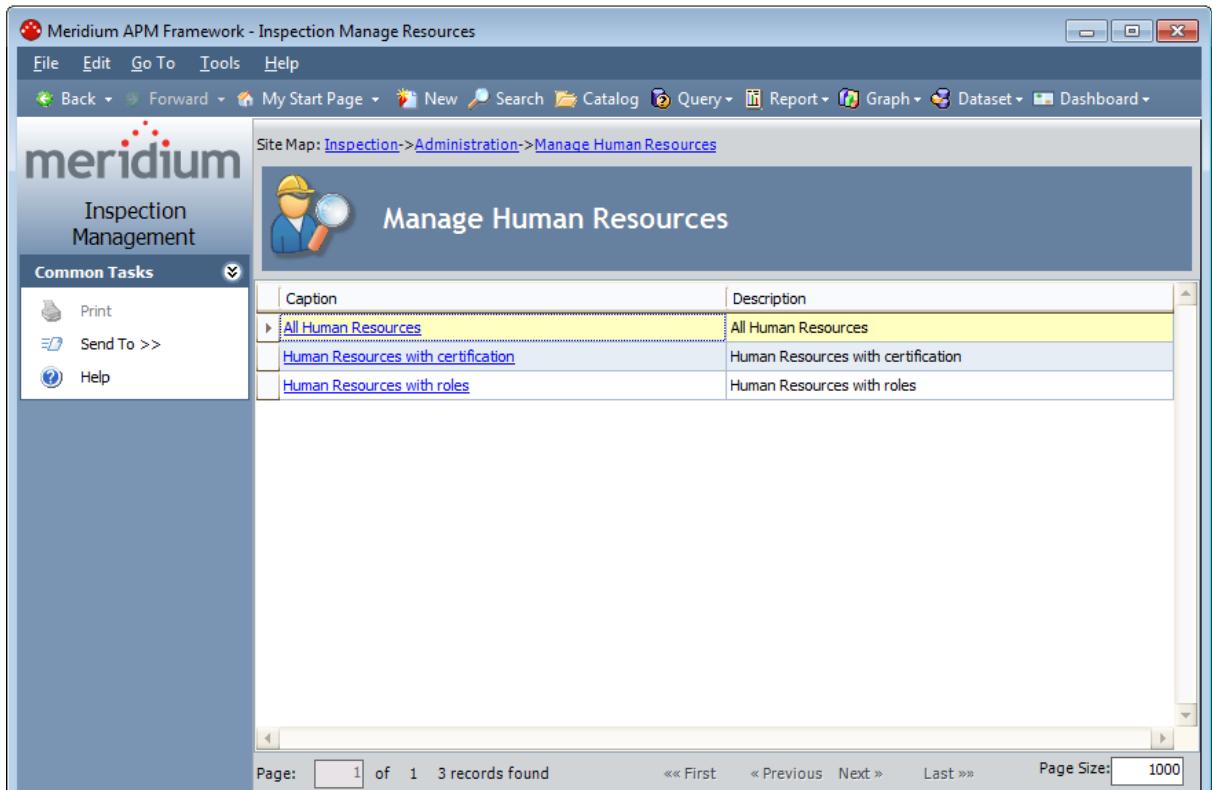 Meridium APM Framework - Inspection Manage Resources
File Edit Go To Tools Help
Back Forward My Start Page New Search Catalog Query Report Graph Dataset Dashboard
meridium
Inspection
Management
Common Tasks
Print
Send To >>
Help
Site Map: Inspection->Administration->Manage Human Resources
Manage Human Resources
Caption Description
All Human Resources All Human Resources
Human Resources with certification Human Resources with certification
Human Resources with roles Human Resources with roles
Page: 1 of 1 3 records found «« First « Previous Next » Last »» Page Size: 1000